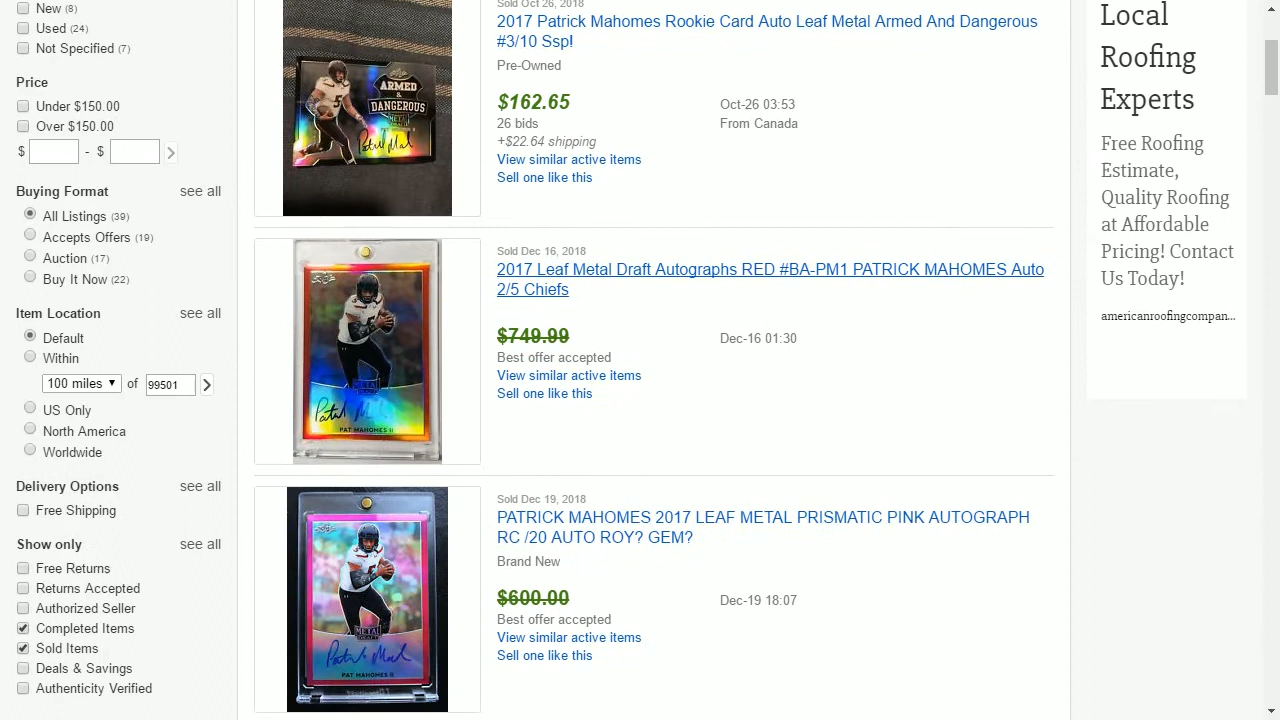 New (8)
Used (24)
Not Specified (7)
Price
Under $150.00
Over $150.00
$ - $
Buying Format see all
All Listings (39)
Accepts Offers (19)
Auction (17)
Buy It Now (22)
Item Location see all
Default
Within
100 miles of 99501
US Only
North America
Worldwide
Delivery Options see all
Free Shipping
Show only see all
Free Returns
Returns Accepted
Authorized Seller
Completed Items
Sold Items
Deals & Savings
Authenticity Verified
Sold Oct 26, 2018
2017 Patrick Mahomes Rookie Card Auto Leaf Metal Armed And Dangerous
#3/10 Ssp!
Pre-Owned
$162.65 Oct-26 03:53
26 bids From Canada
+$22.64 shipping
View similar active items
Sell one like this
ARMED
&
DANGEROUS
METAL
Sold Dec 16, 2018
2017 Leaf Metal Draft Autographs RED #BA-PM1 PATRICK MAHOMES Auto
2/5 Chiefs
$749.99 Dec-16 01:30
Best offer accepted
View similar active items
Sell one like this
METAL
PAT MAHOMES II
Sold Dec 19, 2018
PATRICK MAHOMES 2017 LEAF METAL PRISMATIC PINK AUTOGRAPH
RC /20 AUTO ROY? GEM?
Brand New
$600.00 Dec-19 18:07
Best offer accepted
View similar active items
Sell one like this
METAL
PAT MAHOMES II
Local
Roofing
Experts
Free Roofing
Estimate,
Quality Roofing
at Affordable
Pricing! Contact
Us Today!
americanroofingcompan...